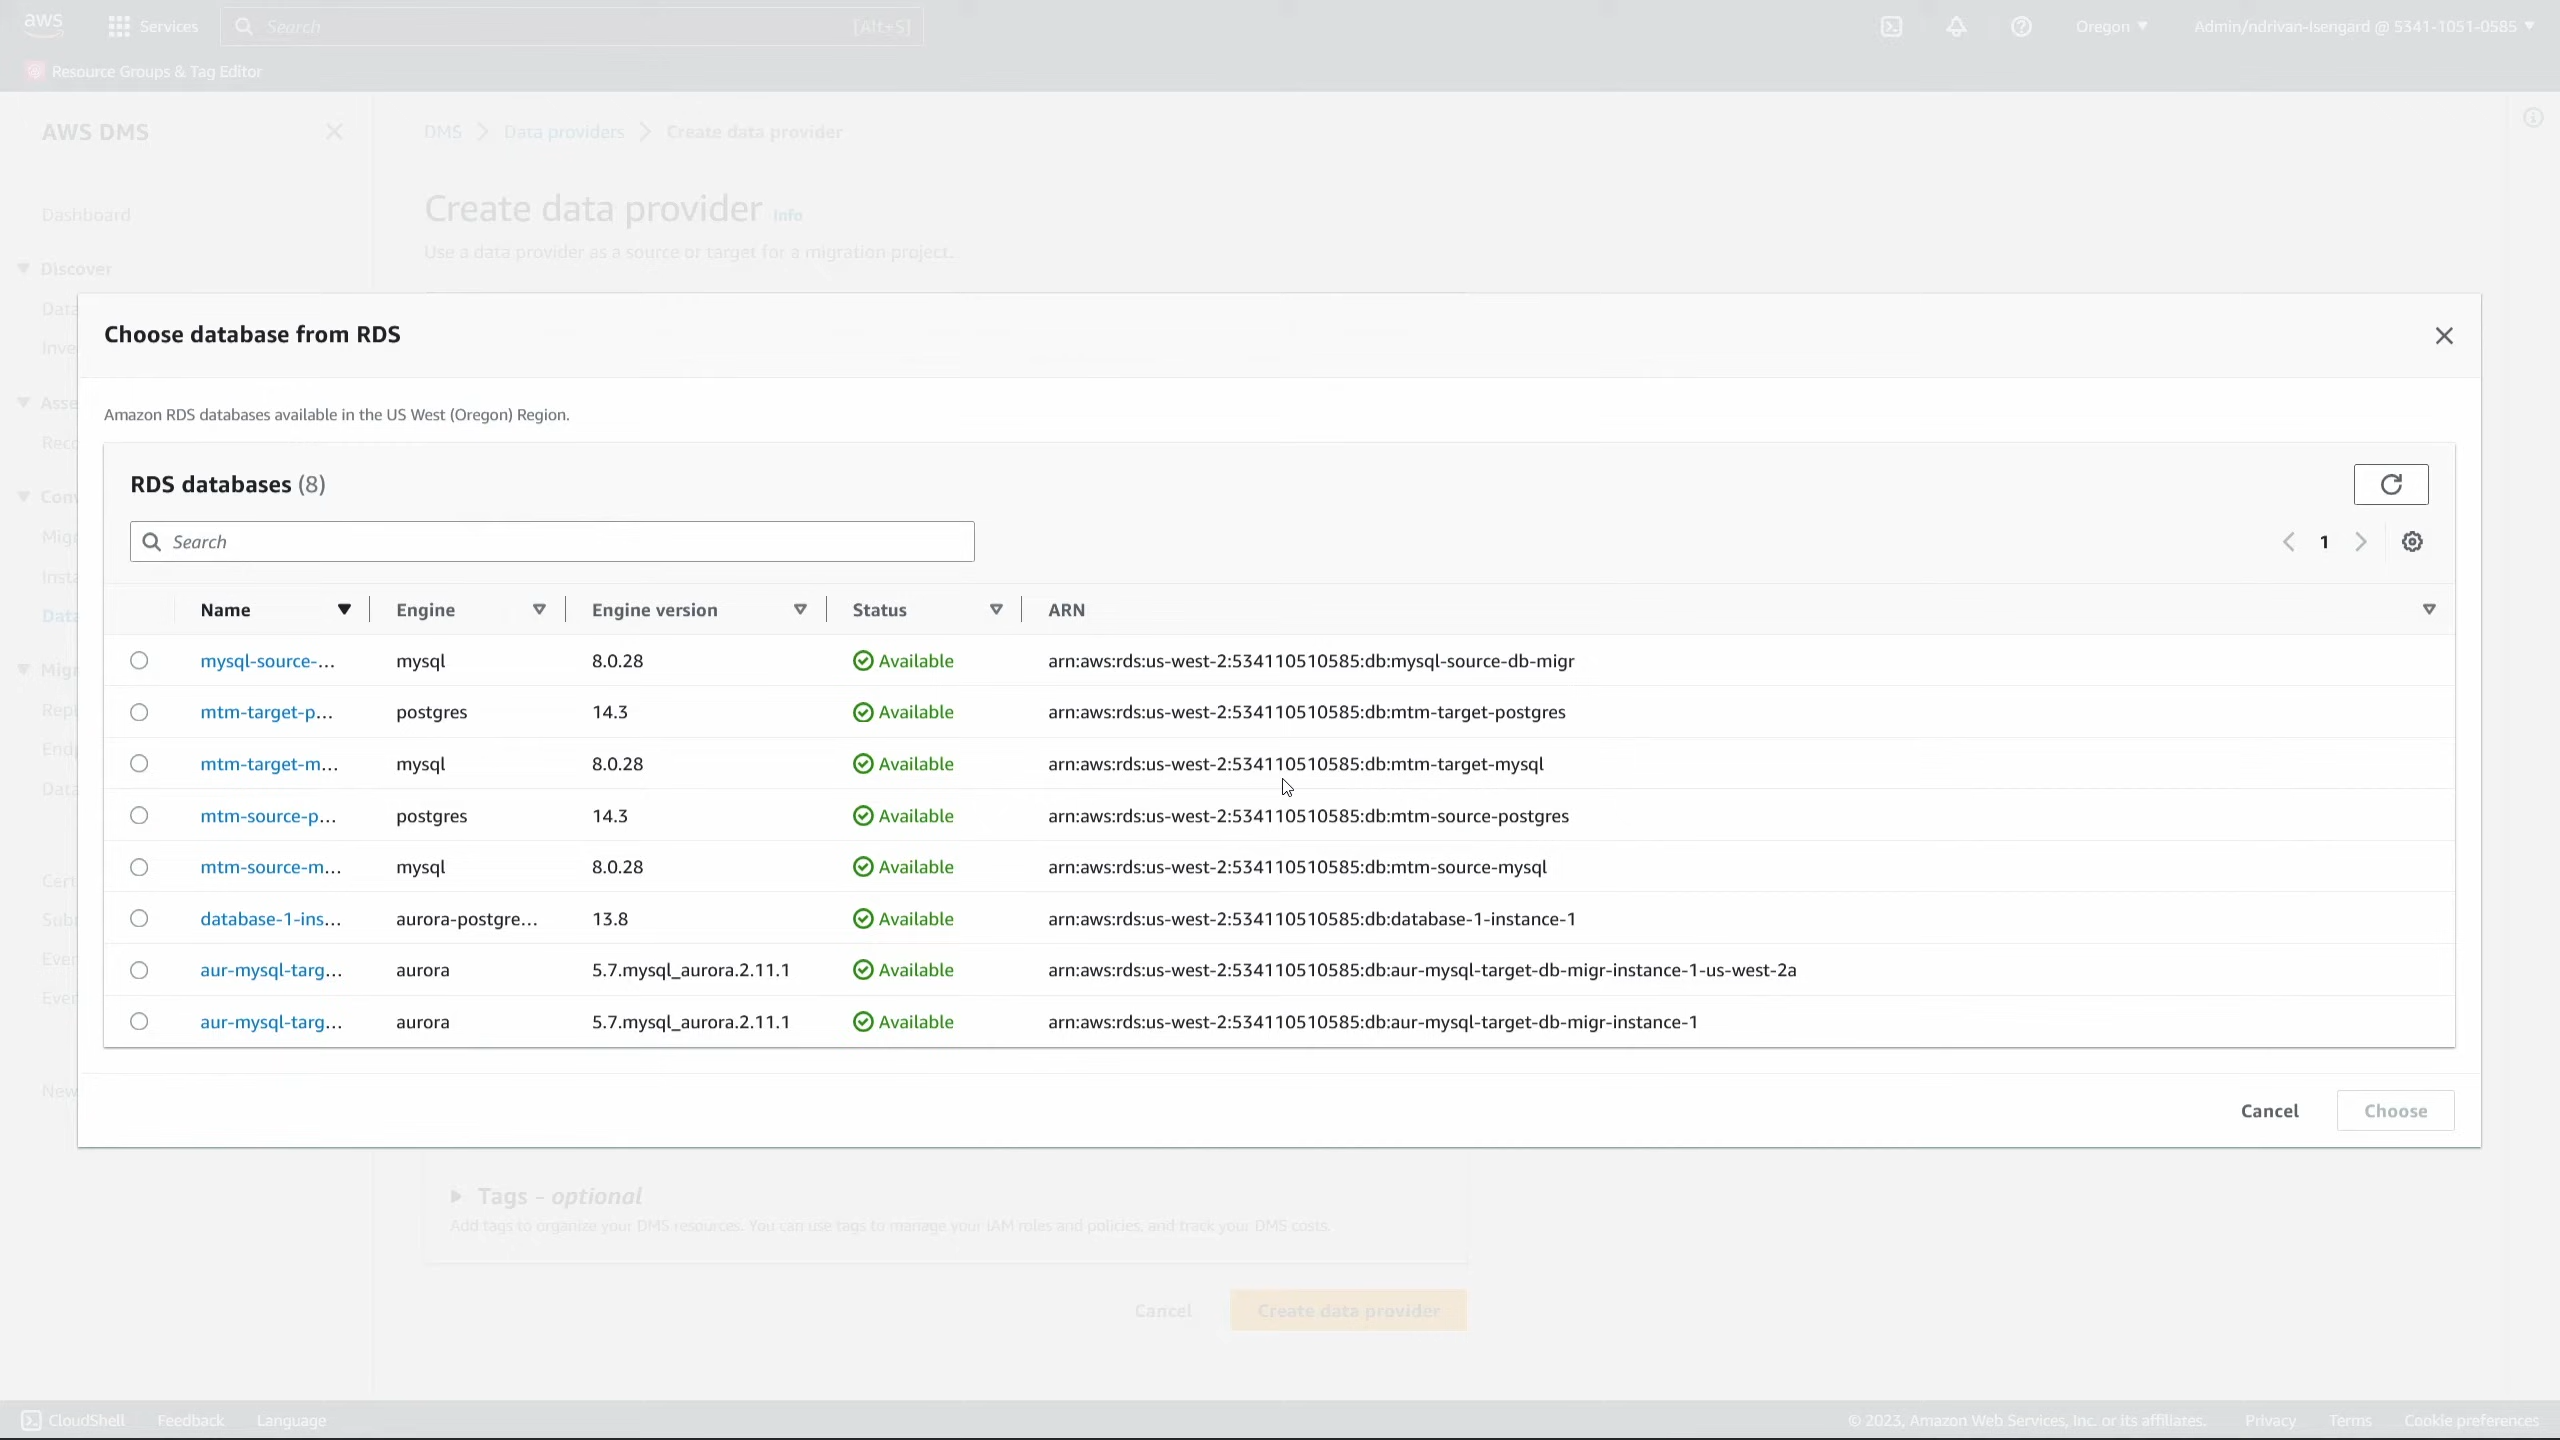 aws
Services
Search
[Alt+S]
Oregon
Admin/ndrivan-Isengard @ 5341-1051-0585
Resource Groups & Tag Editor
AWS DMS
DMS
Data providers
Create data provider
Dashboard
Create data provider
Info
Use a data provider as a source or target for a migration project.
Discover
Choose database from RDS
Amazon RDS databases available in the US West (Oregon) Region.
RDS databases (8)
Search
1
Name
Engine
Engine version
Status
ARN
mysql-source-...
mysql
8.0.28
Available
arn:aws:rds:us-west-2:534110510585:db:mysql-source-db-migr
mtm-target-p...
postgres
14.3
Available
arn:aws:rds:us-west-2:534110510585:db:mtm-target-postgres
mtm-target-m...
mysql
8.0.28
Available
arn:aws:rds:us-west-2:534110510585:db:mtm-target-mysql
mtm-source-p...
postgres
14.3
Available
arn:aws:rds:us-west-2:534110510585:db:mtm-source-postgres
mtm-source-m...
mysql
8.0.28
Available
arn:aws:rds:us-west-2:534110510585:db:mtm-source-mysql
database-1-ins...
aurora-postgre...
13.8
Available
arn:aws:rds:us-west-2:534110510585:db:database-1-instance-1
aur-mysql-targ...
aurora
5.7.mysql_aurora.2.11.1
Available
arn:aws:rds:us-west-2:534110510585:db:aur-mysql-target-db-migr-instance-1-us-west-2a
aur-mysql-targ...
aurora
5.7.mysql_aurora.2.11.1
Available
arn:aws:rds:us-west-2:534110510585:db:aur-mysql-target-db-migr-instance-1
New
Cancel
Choose
Tags - optional
Add tags to organize your DMS resources. You can use tags to manage your IAM roles and policies, and track your DMS costs.
Cancel
Create data provider
CloudShell
Feedback
Language
© 2023, Amazon Web Services, Inc. or its affiliates.
Privacy
Terms
Cookie preferences